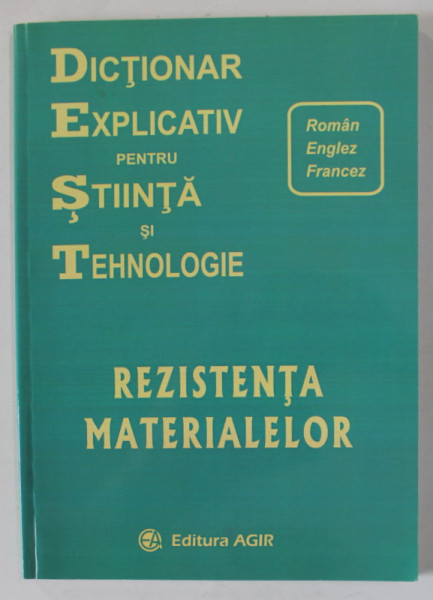 DICŢIONAR
EXPLICATIV
PENTRU
ŞTIINŢĂ
ŞI
TEHNOLOGIE
Român
Englez
Francez
REZISTENŢA
MATERIALELOR
Editura AGIR